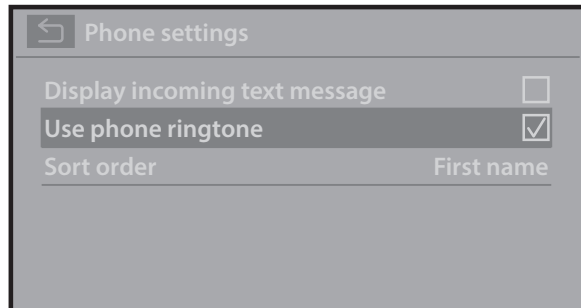 Phone settings
Display incoming text message
Use phone ringtone
Sort order First name